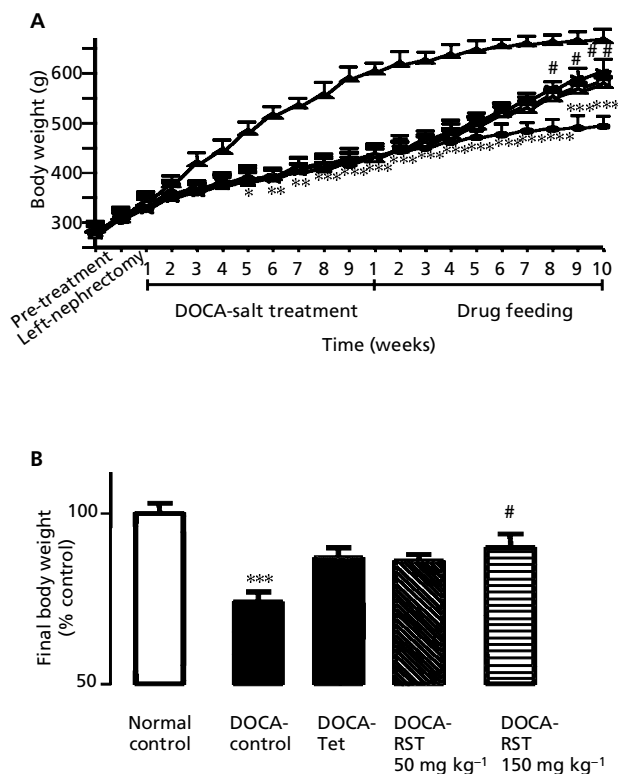 A
Body weight (g)
600
500
400
300
# # # #
* ** ** *** *** *** *** *** *** *** *** *** *** *** ***
Pre-treatment
Left-nephrectomy
1 2 3 4 5 6 7 8 9 1 2 3 4 5 6 7 8 9 10
DOCA-salt treatment Drug feeding
Time (weeks)
B
Final body weight
(% control)
100
50
***
#
Normal
control
DOCA-
control
DOCA-
Tet
DOCA-
RST
50 mg kg⁻¹
DOCA-
RST
150 mg kg⁻¹